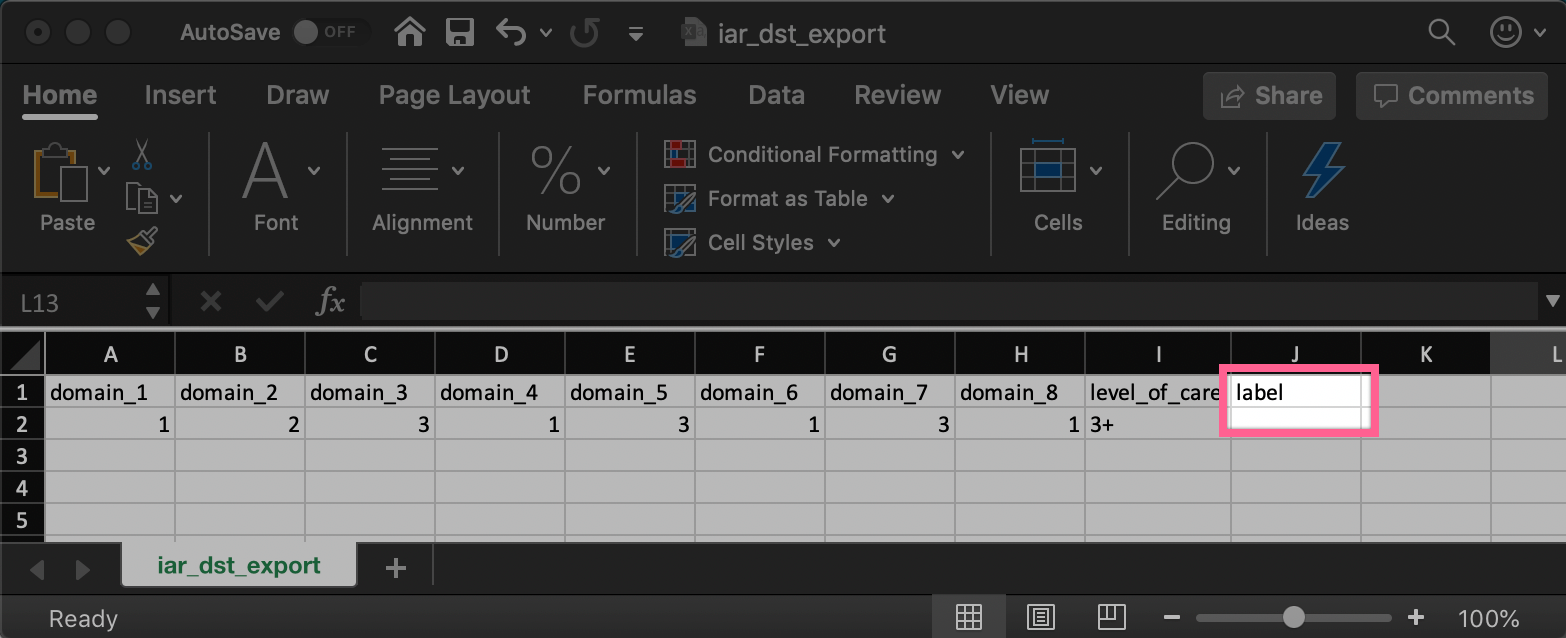 AutoSave OFF iar_dst_export
Home Insert Draw Page Layout Formulas Data Review View Share Comments
Paste Font Alignment Number Conditional Formatting Format as Table Cell Styles Cells Editing Ideas
L13 fx
A B C D E F G H I J K L
1 domain_1 domain_2 domain_3 domain_4 domain_5 domain_6 domain_7 domain_8 level_of_care label
2 1 2 3 1 3 1 3 1 3+
3
4
5
iar_dst_export +
Ready 100%